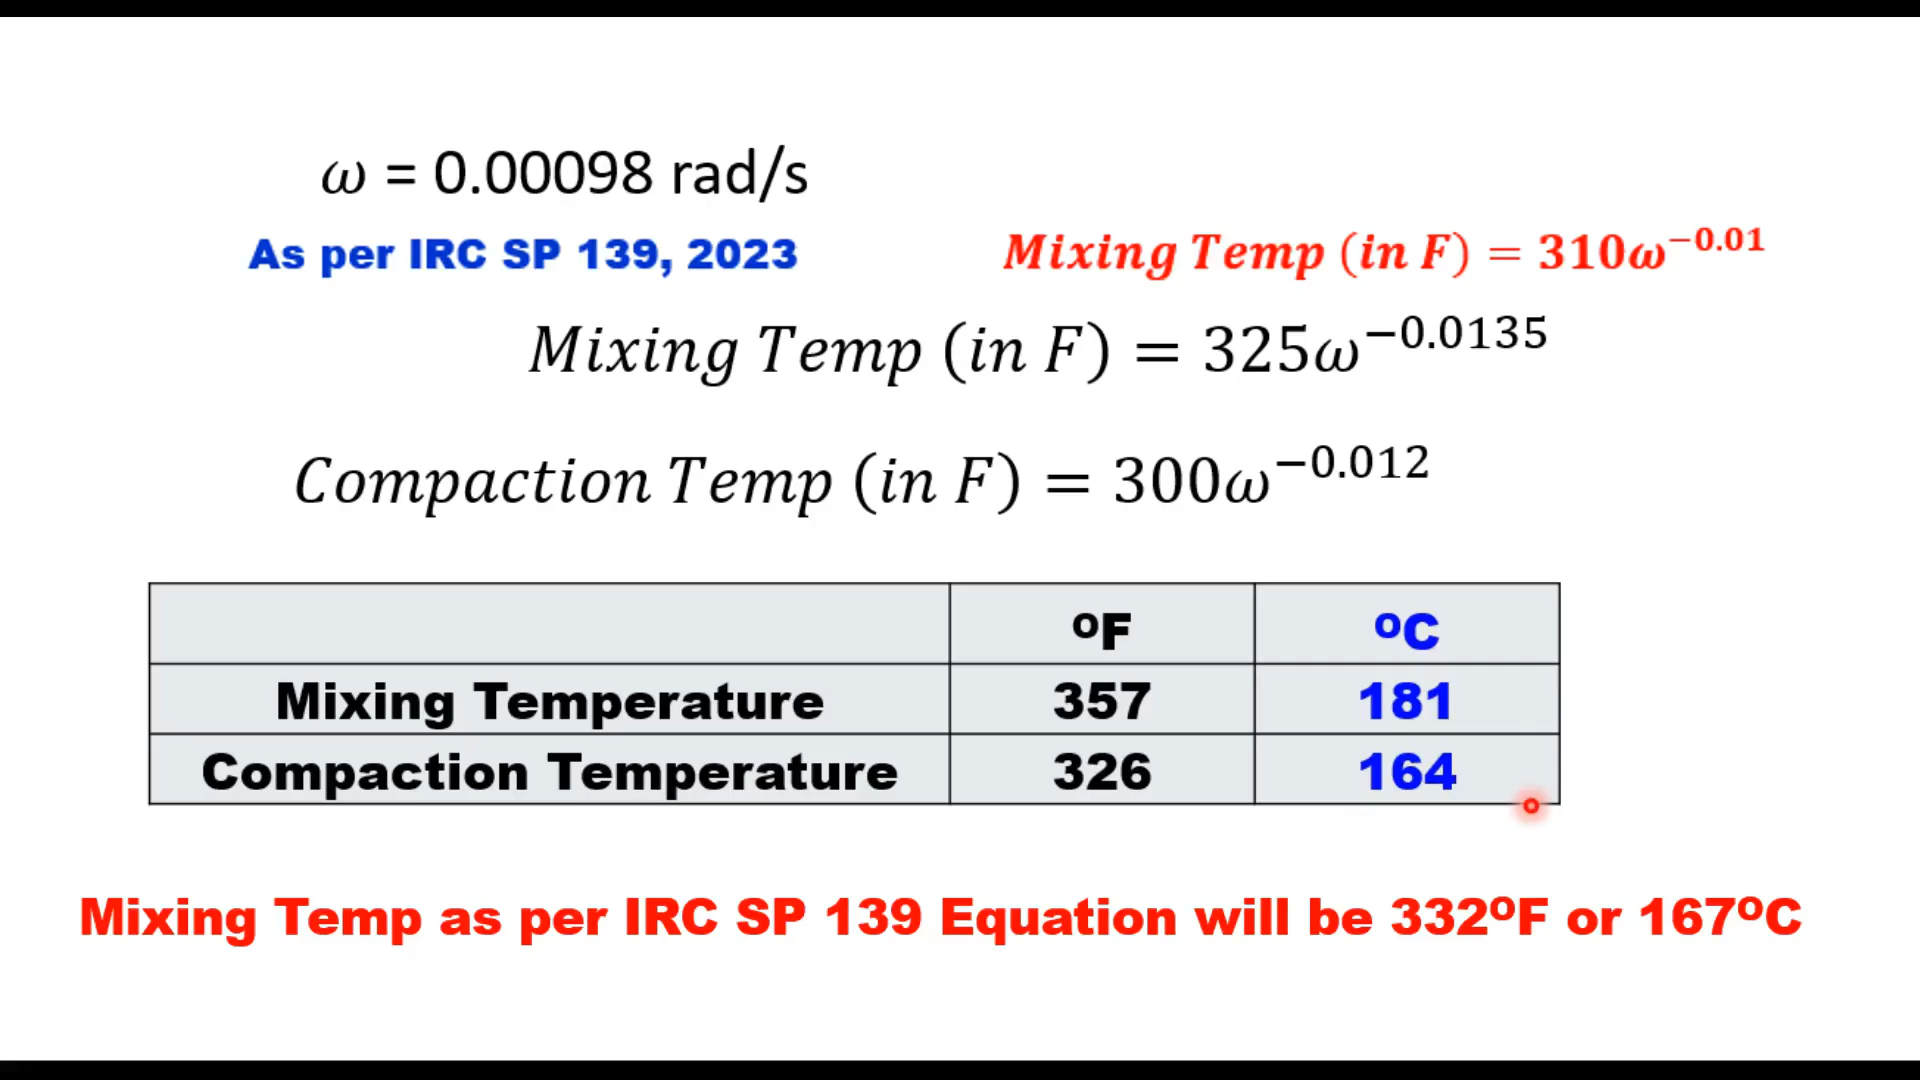 ω = 0.00098 rad/s
As per IRC SP 139, 2023
Mixing Temp (in F) = 310ω⁻⁰·⁰¹
Mixing Temp (in F) = 325ω⁻⁰·⁰¹³⁵
Compaction Temp (in F) = 300ω⁻⁰·⁰¹²
ºF ºC
Mixing Temperature 357 181
Compaction Temperature 326 164
Mixing Temp as per IRC SP 139 Equation will be 332ºF or 167ºC